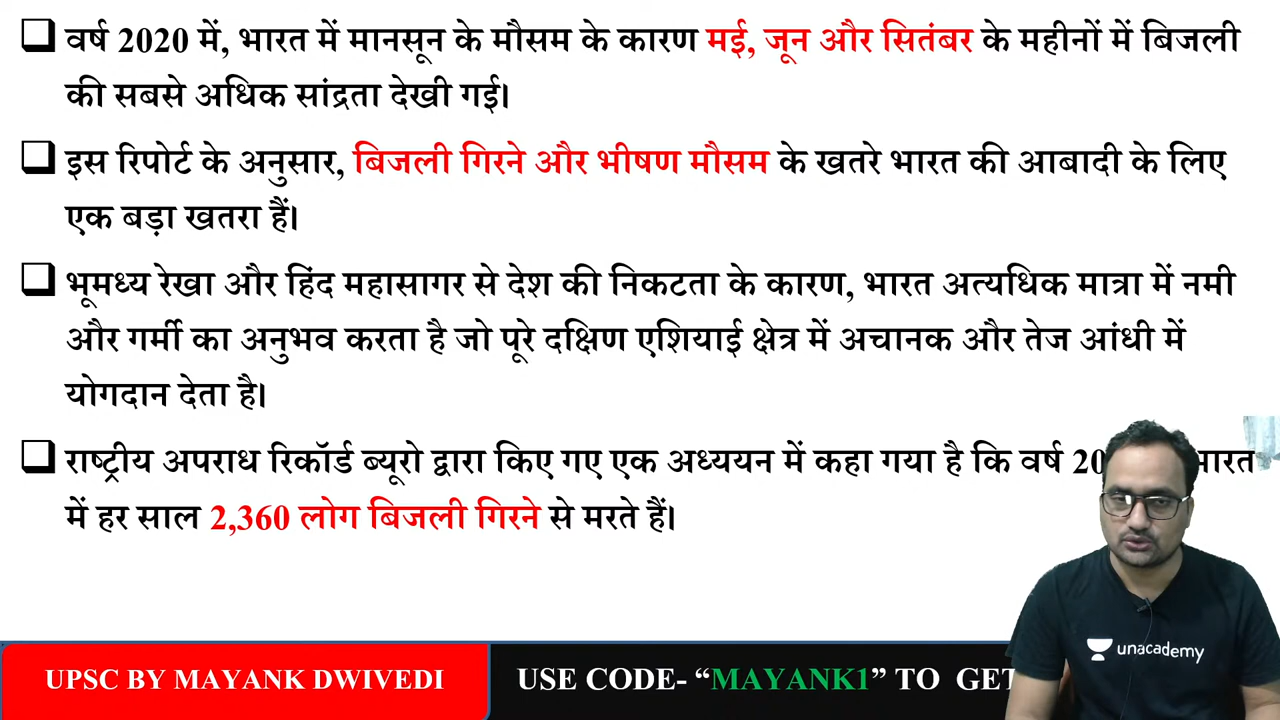 वर्ष 2020 में, भारत में मानसून के मौसम के कारण मई, जून और सितंबर के महीनों में बिजली
की सबसे अधिक सांद्रता देखी गई।
इस रिपोर्ट के अनुसार, बिजली गिरने और भीषण मौसम के खतरे भारत की आबादी के लिए
एक बड़ा खतरा हैं।
भूमध्य रेखा और हिंद महासागर से देश की निकटता के कारण, भारत अत्यधिक मात्रा में नमी
और गर्मी का अनुभव करता है जो पूरे दक्षिण एशियाई क्षेत्र में अचानक और तेज आंधी में
योगदान देता है।
राष्ट्रीय अपराध रिकॉर्ड ब्यूरो द्वारा किए गए एक अध्ययन में कहा गया है कि वर्ष भारत
में हर साल 2,360 लोग बिजली गिरने से मरते हैं।
unacademy
UPSC BY MAYANK DWIVEDI USE CODE- “MAYANK1” TO GET